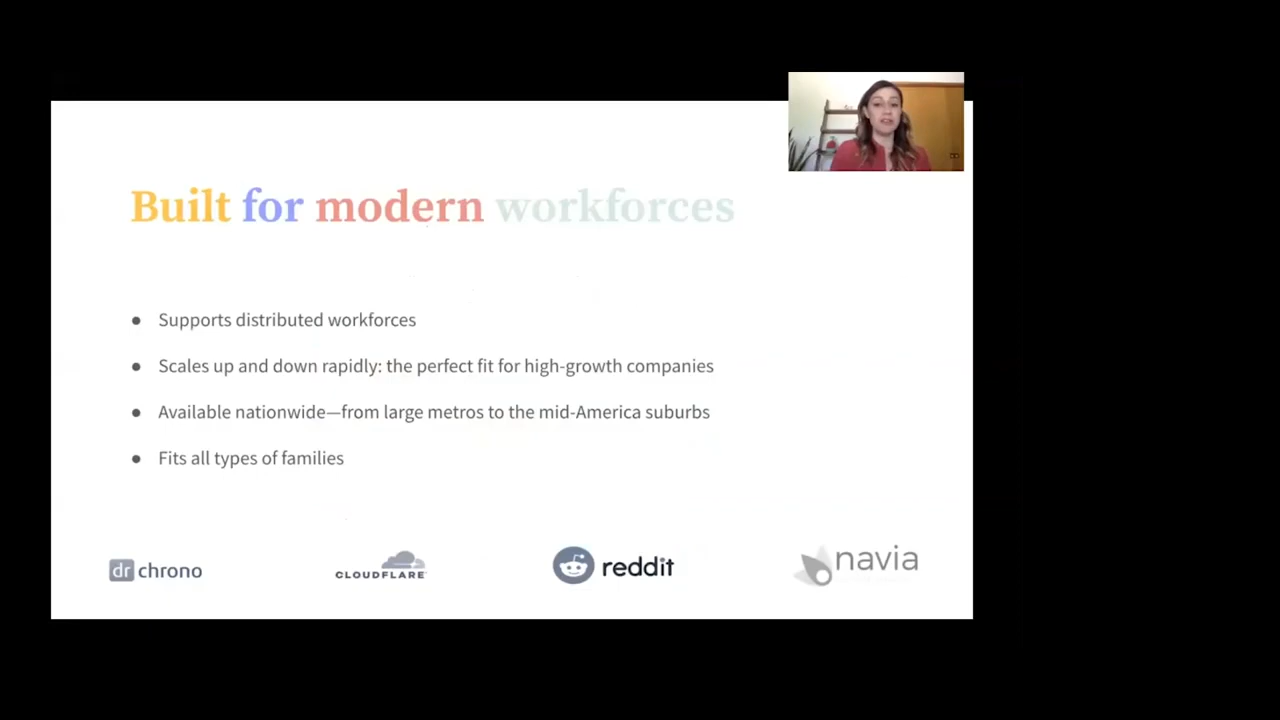 Built for modern workforces
● Supports distributed workforces
● Scales up and down rapidly: the perfect fit for high-growth companies
● Available nationwide—from large metros to the mid-America suburbs
● Fits all types of families
dr chrono
CLOUDFLARE
reddit
navia